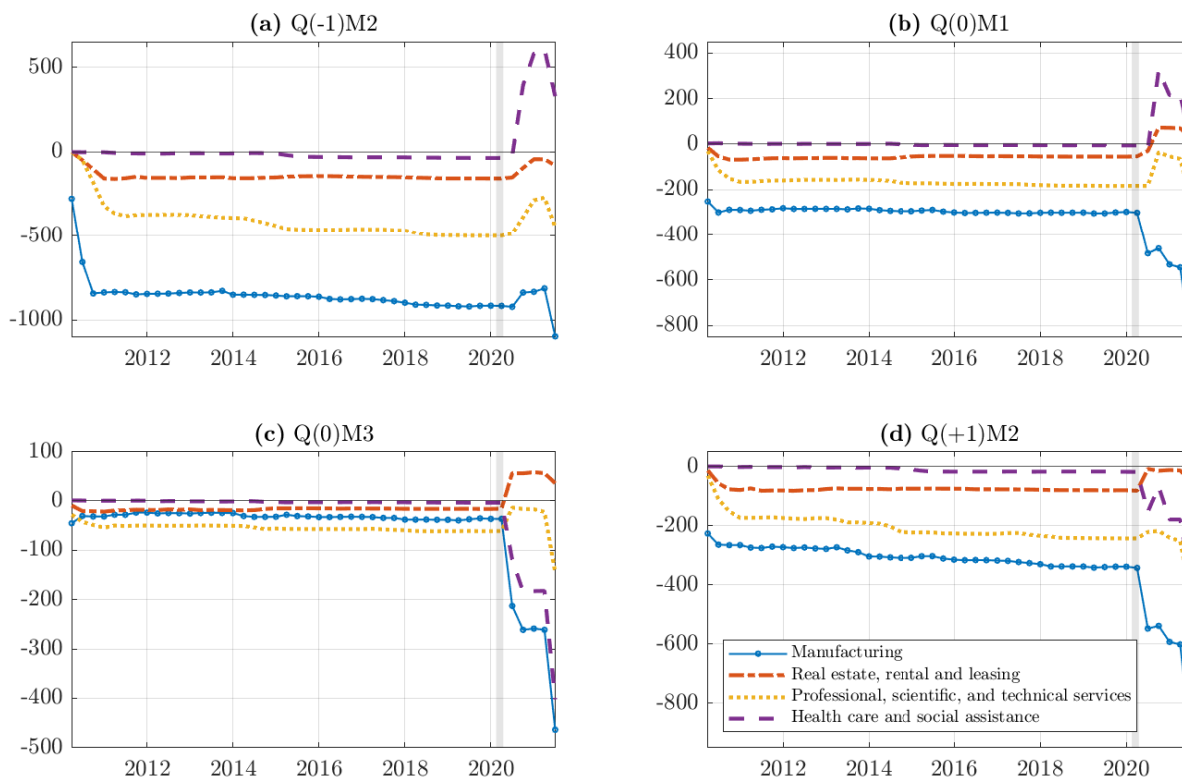 (a) Q(-1)M2
500
0
-500
-1000
2012 2014 2016 2018 2020
(b) Q(0)M1
400
200
0
-200
-400
-600
-800
2012 2014 2016 2018 2020
(c) Q(0)M3
100
0
-100
-200
-300
-400
-500
2012 2014 2016 2018 2020
(d) Q(+1)M2
0
-200
-400
-600
-800
Manufacturing
Real estate, rental and leasing
Professional, scientific, and technical services
Health care and social assistance
2012 2014 2016 2018 2020